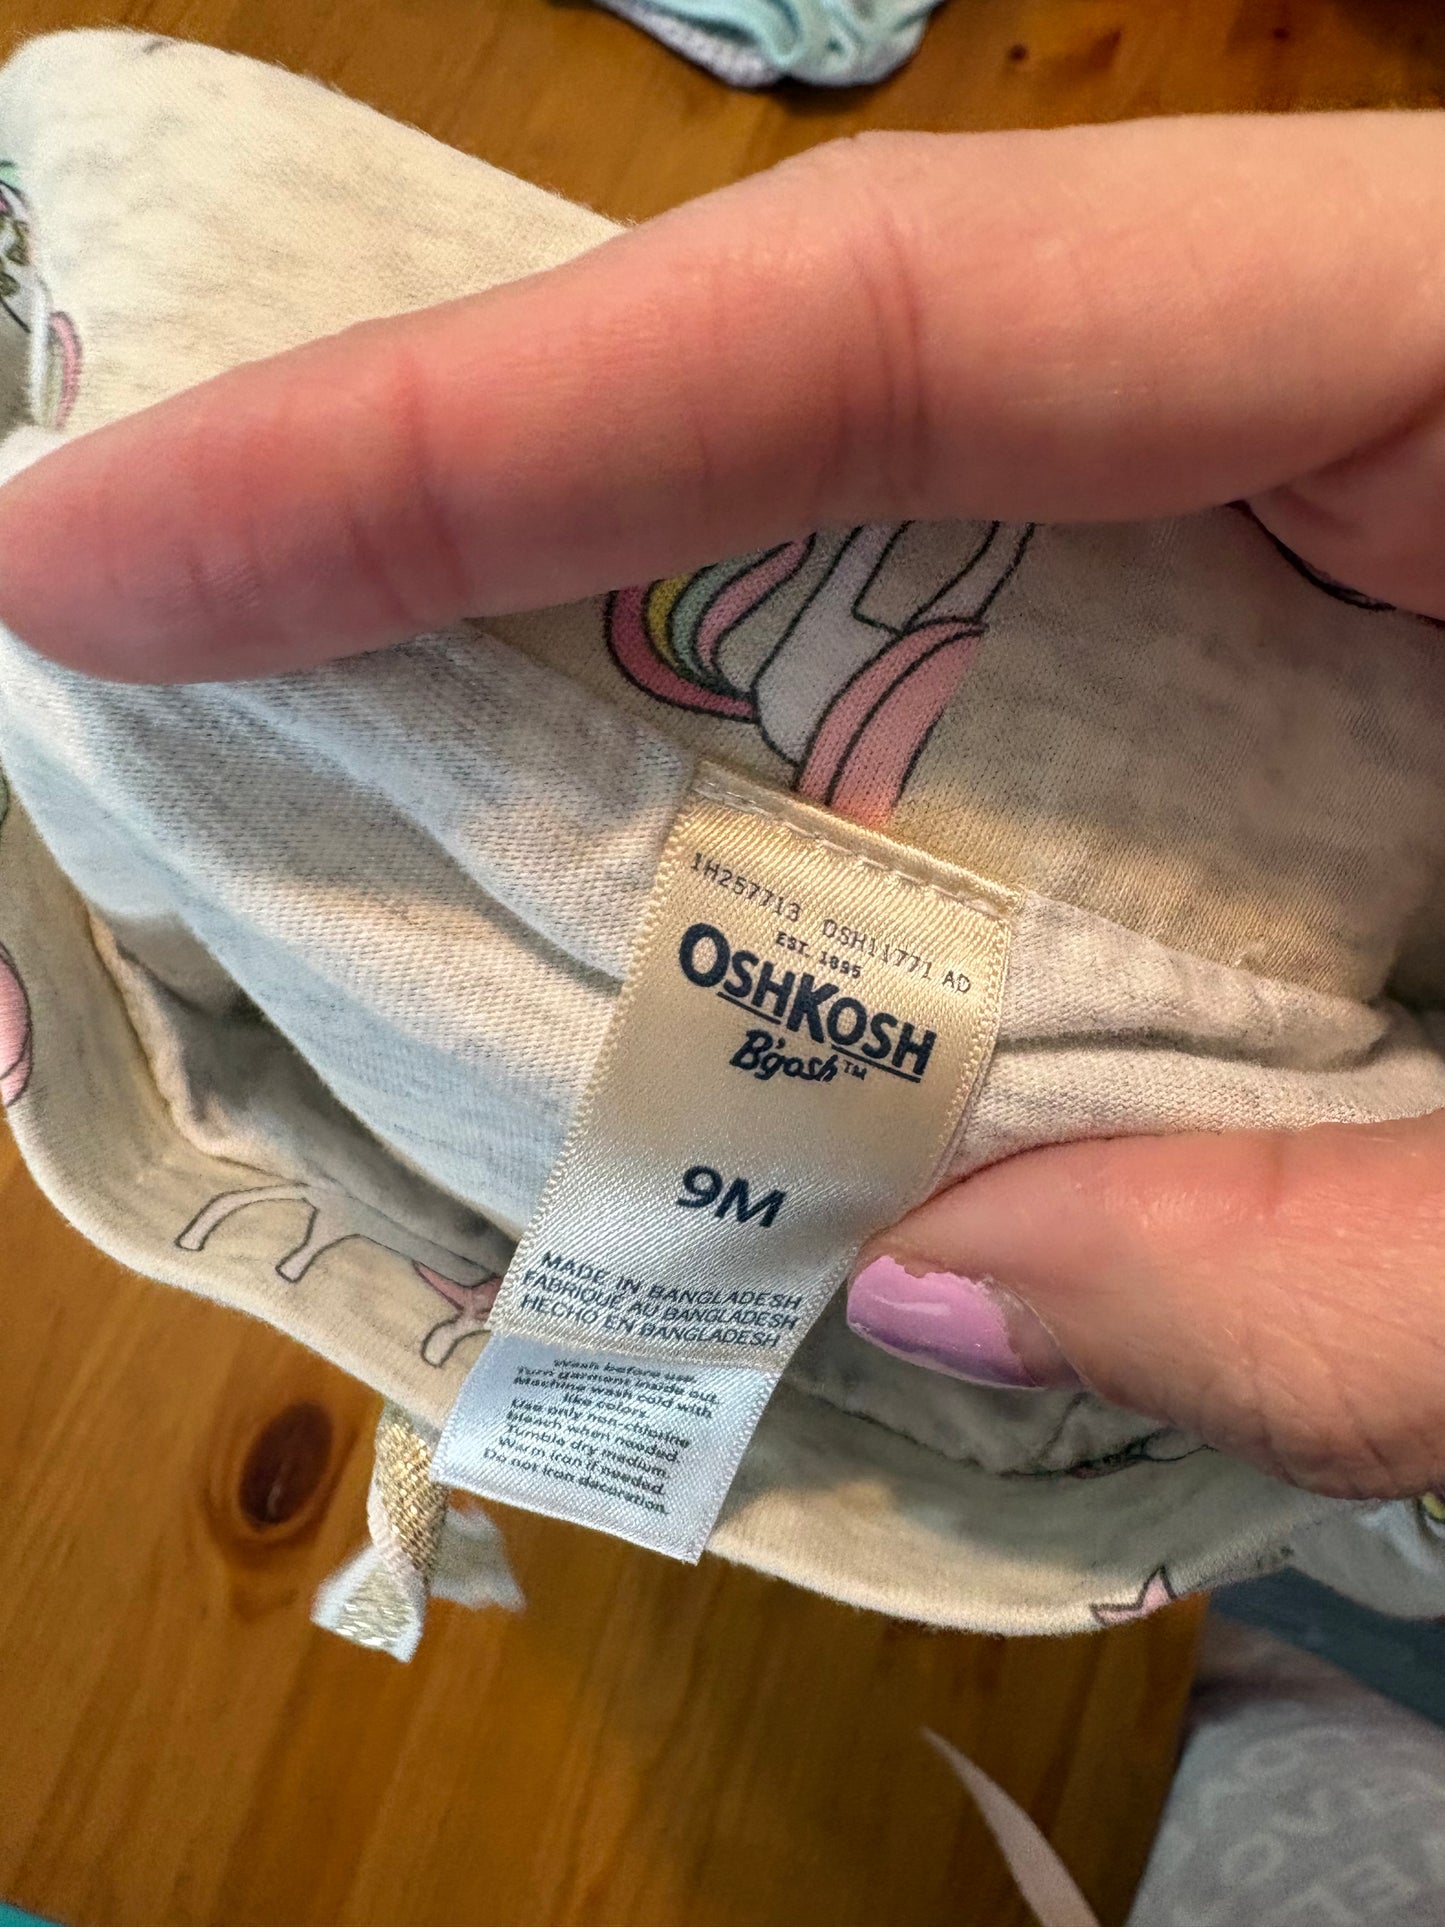 1H257713 OSH11771 AD
EST. 1895
OSHKOSH
B'gosh™
9M
MADE IN BANGLADESH
FABRIQUÉ AU BANGLADESH
HECHO EN BANGLADESH
Wash before use.
Turn garment inside out.
Machine wash cold with
like colors.
Use only non-chlorine
bleach when needed.
Tumble dry medium.
Warm iron if needed.
Do not iron decoration.